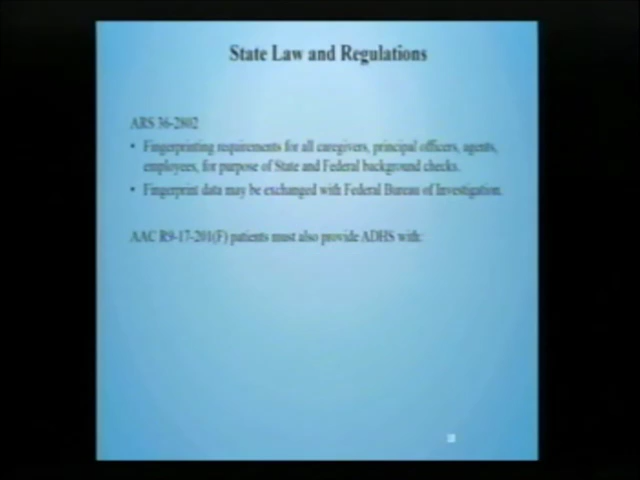 State Law and Regulations
ARS 36-2802
• Fingerprinting requirements for all caregivers, principal officers, agents,
employees, for purpose of State and Federal background checks.
• Fingerprint data may be exchanged with Federal Bureau of Investigation.
AAC R9-17-201(F) patients must also provide ADHS with: